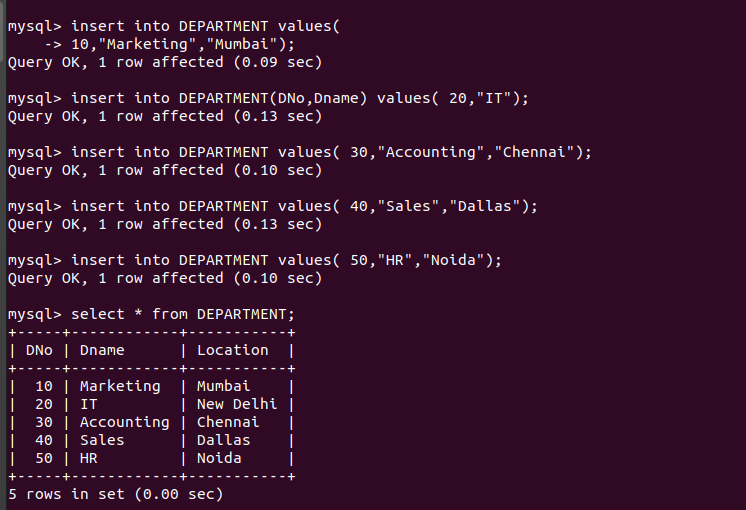 mysql> insert into DEPARTMENT values(
    -> 10,"Marketing","Mumbai");
Query OK, 1 row affected (0.09 sec)

mysql> insert into DEPARTMENT(DNo,Dname) values( 20,"IT");
Query OK, 1 row affected (0.13 sec)

mysql> insert into DEPARTMENT values( 30,"Accounting","Chennai");
Query OK, 1 row affected (0.10 sec)

mysql> insert into DEPARTMENT values( 40,"Sales","Dallas");
Query OK, 1 row affected (0.13 sec)

mysql> insert into DEPARTMENT values( 50,"HR","Noida");
Query OK, 1 row affected (0.10 sec)

mysql> select * from DEPARTMENT;
+-----+------------+-----------+
| DNo | Dname      | Location  |
+-----+------------+-----------+
|  10 | Marketing  | Mumbai    |
|  20 | IT         | New Delhi |
|  30 | Accounting | Chennai   |
|  40 | Sales      | Dallas    |
|  50 | HR         | Noida     |
+-----+------------+-----------+
5 rows in set (0.00 sec)